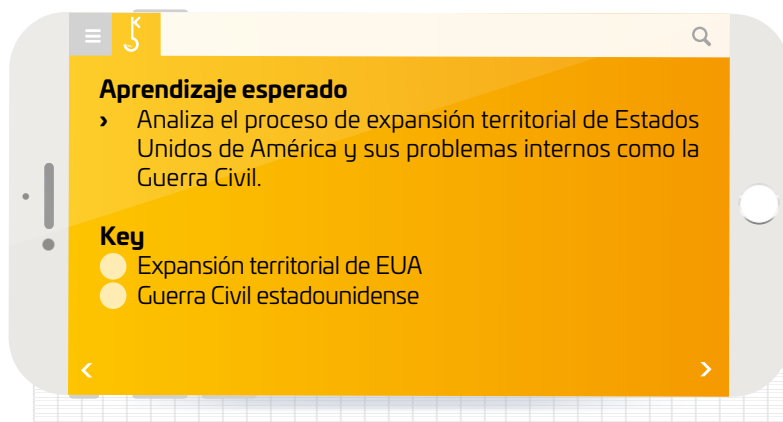 Aprendizaje esperado
› Analiza el proceso de expansión territorial de Estados
Unidos de América y sus problemas internos como la
Guerra Civil.
Key
Expansión territorial de EUA
Guerra Civil estadounidense